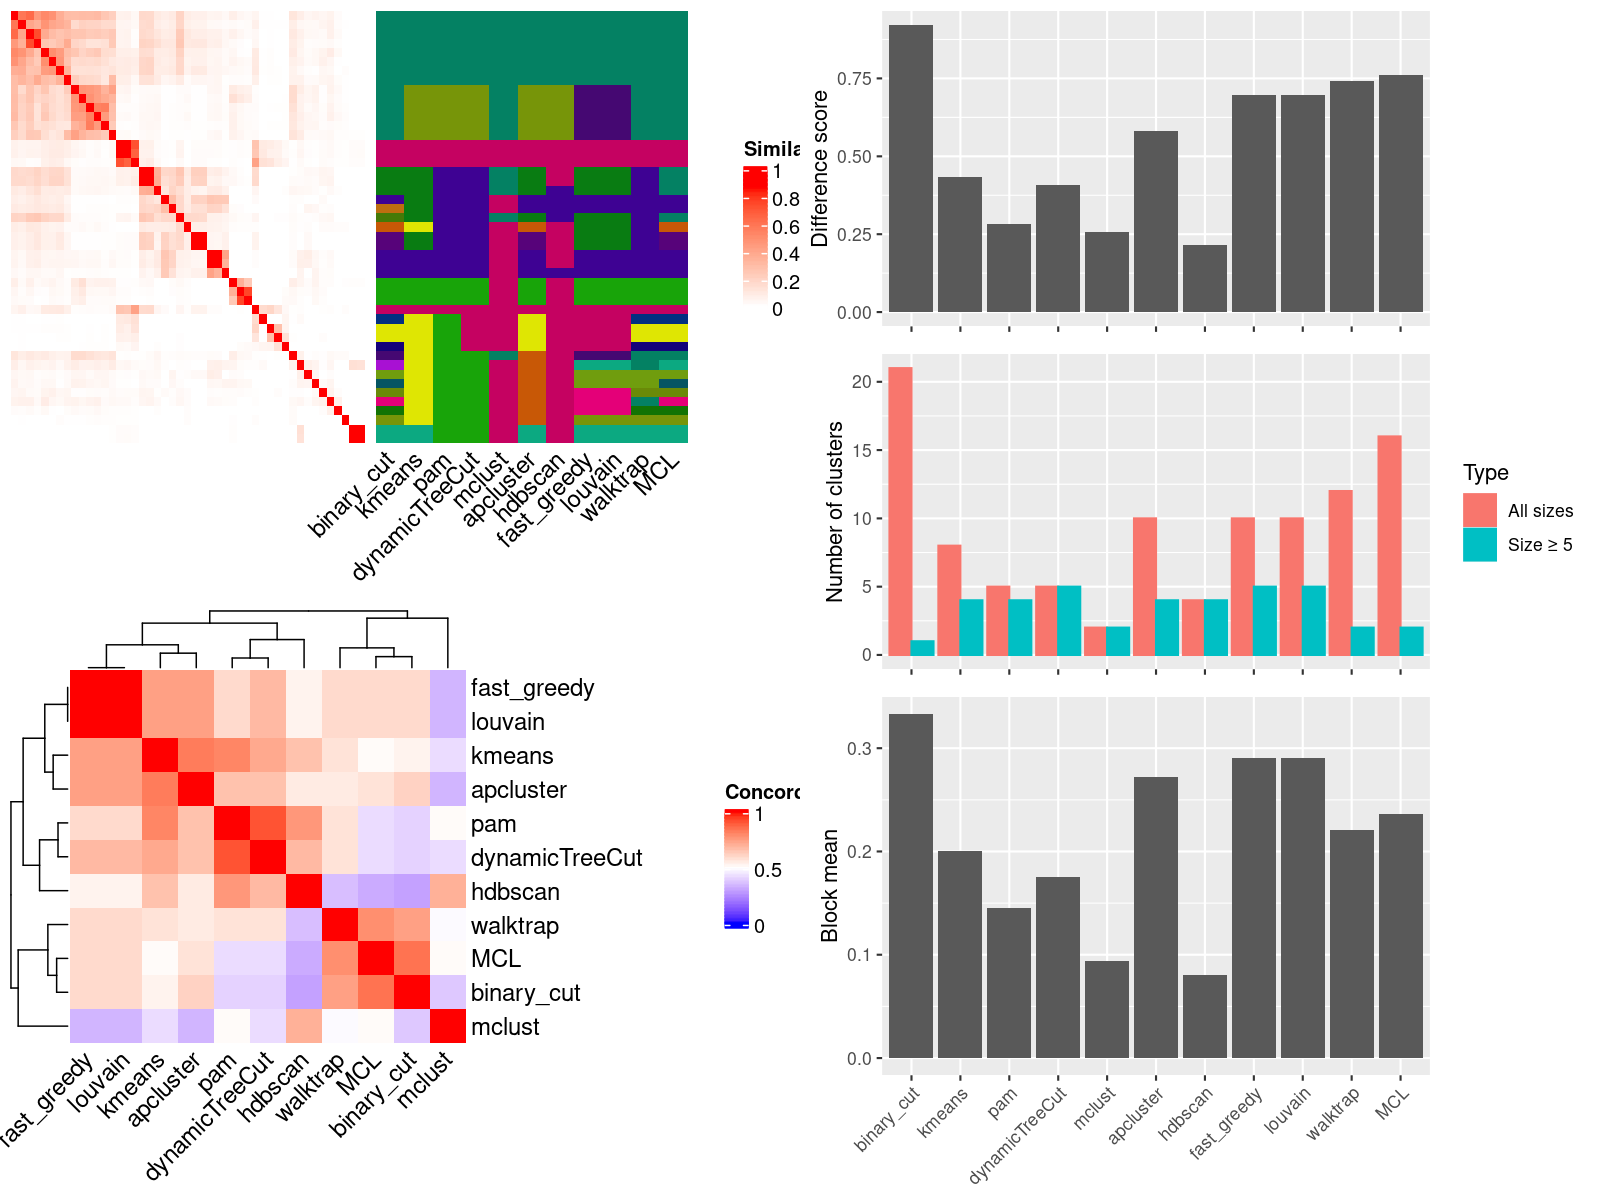 Simila
1
0.8
0.6
0.4
0.2
0
binary_cut
kmeans
pam
dynamicTreeCut
mclust
apcluster
hdbscan
fast_greedy
louvain
walktrap
MCL
fast_greedy
louvain
kmeans
apcluster
pam
dynamicTreeCut
hdbscan
walktrap
MCL
binary_cut
mclust
fast_greedy
louvain
kmeans
apcluster
pam
dynamicTreeCut
hdbscan
walktrap
MCL
binary_cut
mclust
Concord
1
0.5
0
Difference score
0.75
0.50
0.25
0.00
Number of clusters
20
15
10
5
0
Type
All sizes
Size ≥ 5
Block mean
0.3
0.2
0.1
0.0
binary_cut
kmeans
pam
dynamicTreeCut
mclust
apcluster
hdbscan
fast_greedy
louvain
walktrap
MCL